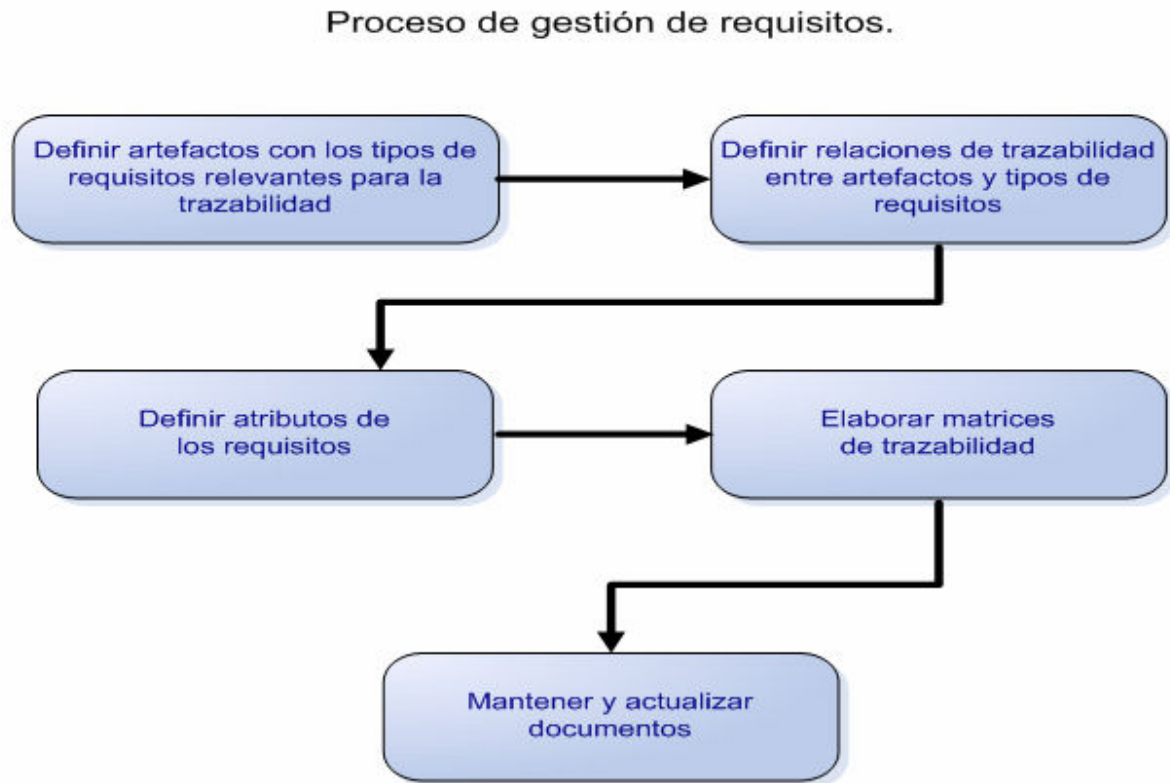 Proceso de gestión de requisitos.
Definir artefactos con los tipos de
requisitos relevantes para la
trazabilidad
Definir relaciones de trazabilidad
entre artefactos y tipos de
requisitos
Definir atributos de
los requisitos
Elaborar matrices
de trazabilidad
Mantener y actualizar
documentos